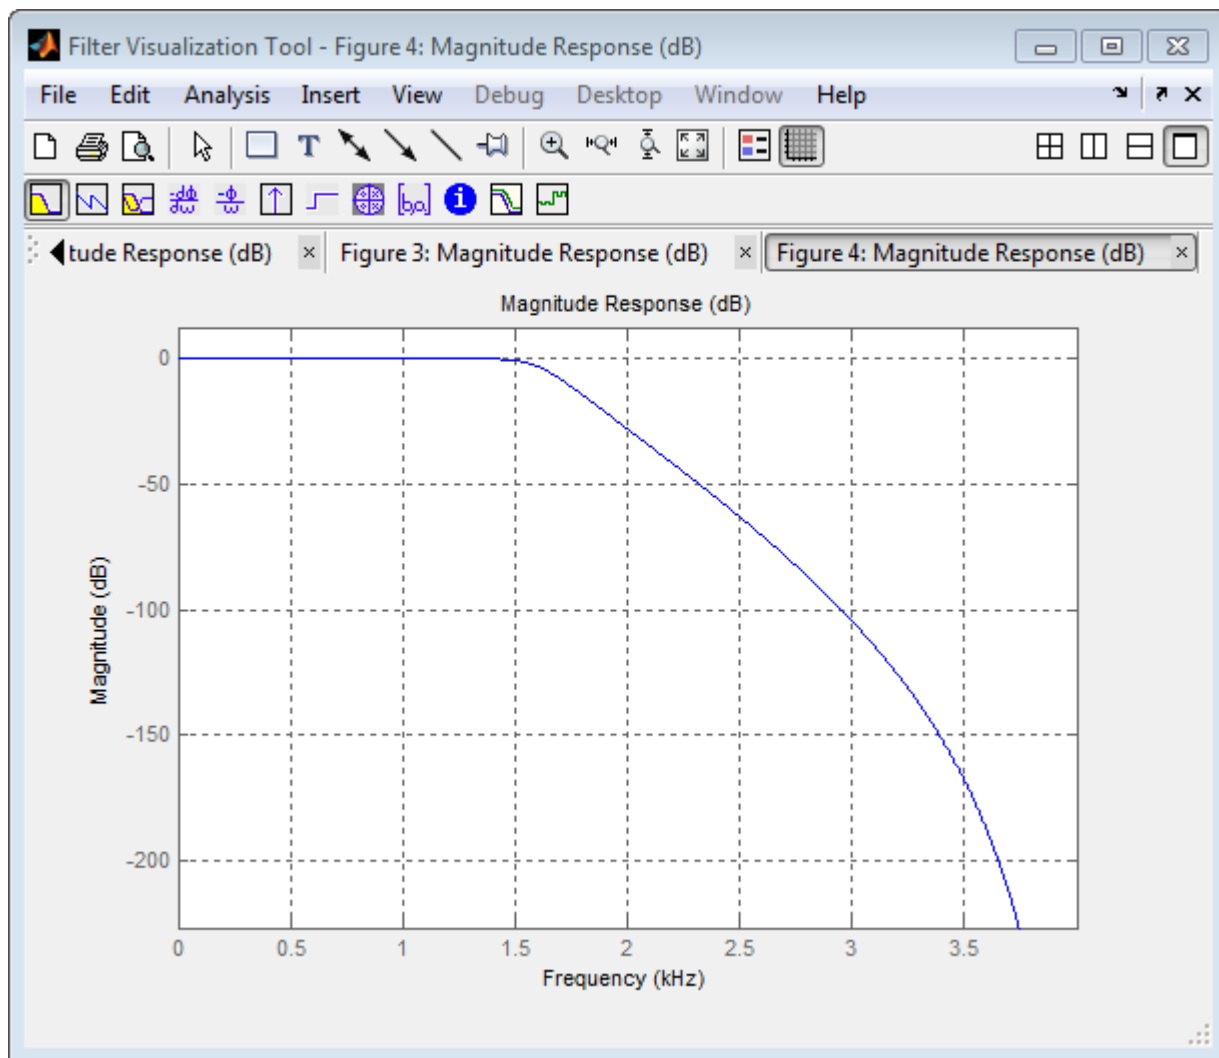 Filter Visualization Tool - Figure 4: Magnitude Response (dB)
File Edit Analysis Insert View Debug Desktop Window Help
tude Response (dB) Figure 3: Magnitude Response (dB) Figure 4: Magnitude Response (dB)
Magnitude Response (dB)
0
-50
-100
-150
-200
Magnitude (dB)
0 0.5 1 1.5 2 2.5 3 3.5
Frequency (kHz)